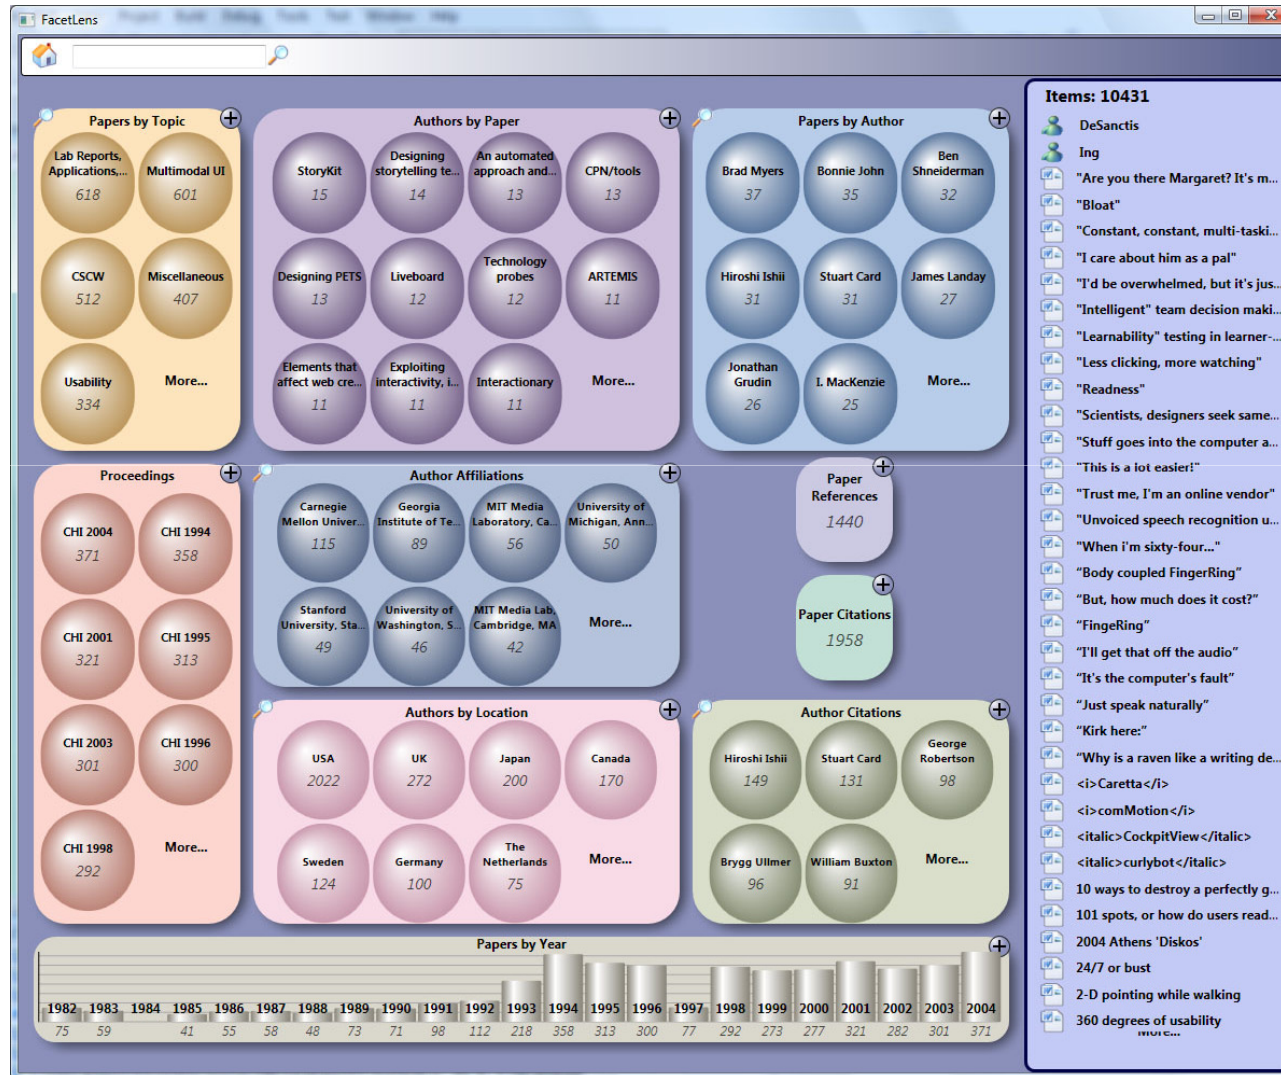 FacetLens
Papers by Topic
Lab Reports,
Applications,...
618
Multimodal UI
601
CSCW
512
Miscellaneous
407
Usability
334
More...
Authors by Paper
StoryKit
15
Designing
storytelling te...
14
An automated
approach and...
13
CPN/tools
13
Designing PETS
13
Liveboard
12
Technology
probes
12
ARTEMIS
11
Elements that
affect web cre...
11
Exploiting
interactivity, i...
11
Interactionary
11
More...
Papers by Author
Brad Myers
37
Bonnie John
35
Ben
Shneiderman
32
Hiroshi Ishii
31
Stuart Card
31
James Landay
27
Jonathan
Grudin
26
I. MacKenzie
25
More...
Proceedings
CHI 2004
371
CHI 1994
358
CHI 2001
321
CHI 1995
313
CHI 2003
301
CHI 1996
300
CHI 1998
292
More...
Author Affiliations
Carnegie
Mellon Univer...
115
Georgia
Institute of Te...
89
MIT Media
Laboratory, Ca...
56
University of
Michigan, Ann...
50
Stanford
University, Sta...
49
University of
Washington, S...
46
MIT Media Lab,
Cambridge, MA
42
More...
Paper
References
1440
Paper Citations
1958
Authors by Location
USA
2022
UK
272
Japan
200
Canada
170
Sweden
124
Germany
100
The
Netherlands
75
More...
Author Citations
Hiroshi Ishii
149
Stuart Card
131
George
Robertson
98
Brygg Ullmer
96
William Buxton
91
More...
Papers by Year
1982 1983 1984 1985 1986 1987 1988 1989 1990 1991 1992 1993 1994 1995 1996 1997 1998 1999 2000 2001 2002 2003 2004
75 59 41 55 58 48 73 71 98 112 218 358 313 300 77 292 273 277 321 282 301 371
Items: 10431
DeSanctis
Ing
"Are you there Margaret? It's m...
"Bloat"
"Constant, constant, multi-taski...
"I care about him as a pal"
"I'd be overwhelmed, but it's jus...
"Intelligent" team decision maki...
"Learnability" testing in learner-...
"Less clicking, more watching"
"Readness"
"Scientists, designers seek same...
"Stuff goes into the computer a...
"This is a lot easier!"
"Trust me, I'm an online vendor"
"Unvoiced speech recognition u...
"When i'm sixty-four..."
“Body coupled FingerRing”
“But, how much does it cost?”
“FingeRing”
“I'll get that off the audio”
“It's the computer's fault”
“Just speak naturally”
“Kirk here:”
“Why is a raven like a writing de...
<i>Caretta</i>
<i>comMotion</i>
<italic>CockpitView</italic>
<italic>curlybot</italic>
10 ways to destroy a perfectly g...
101 spots, or how do users read...
2004 Athens 'Diskos'
24/7 or bust
2-D pointing while walking
360 degrees of usability
More...